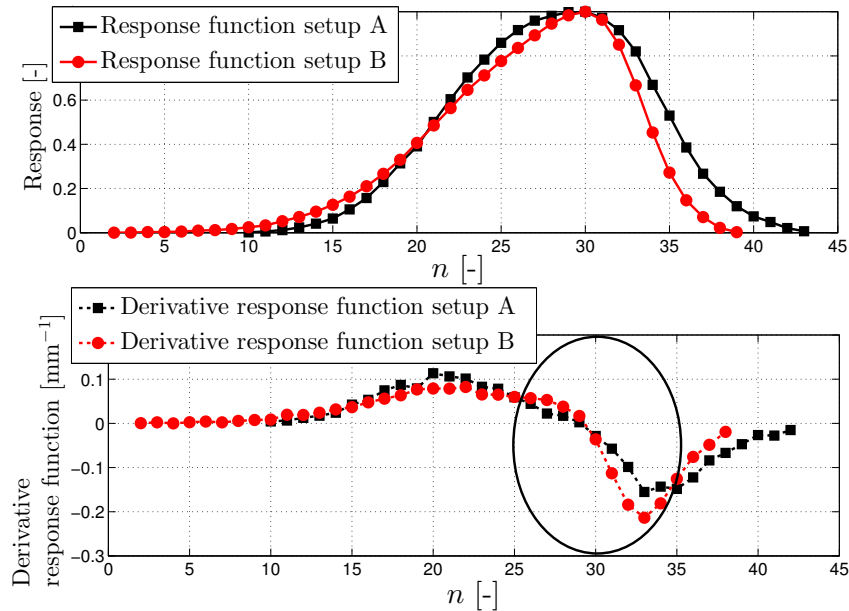 Response function setup A
Response function setup B
Response [-]
0.6
0.4
0.2
0
0 5 10 15 20 25 30 35 40 45
n [-]
Derivative response function setup A
Derivative response function setup B
Derivative
response function [mm⁻¹]
0.1
0
−0.1
−0.2
−0.3
0 5 10 15 20 25 30 35 40 45
n [-]